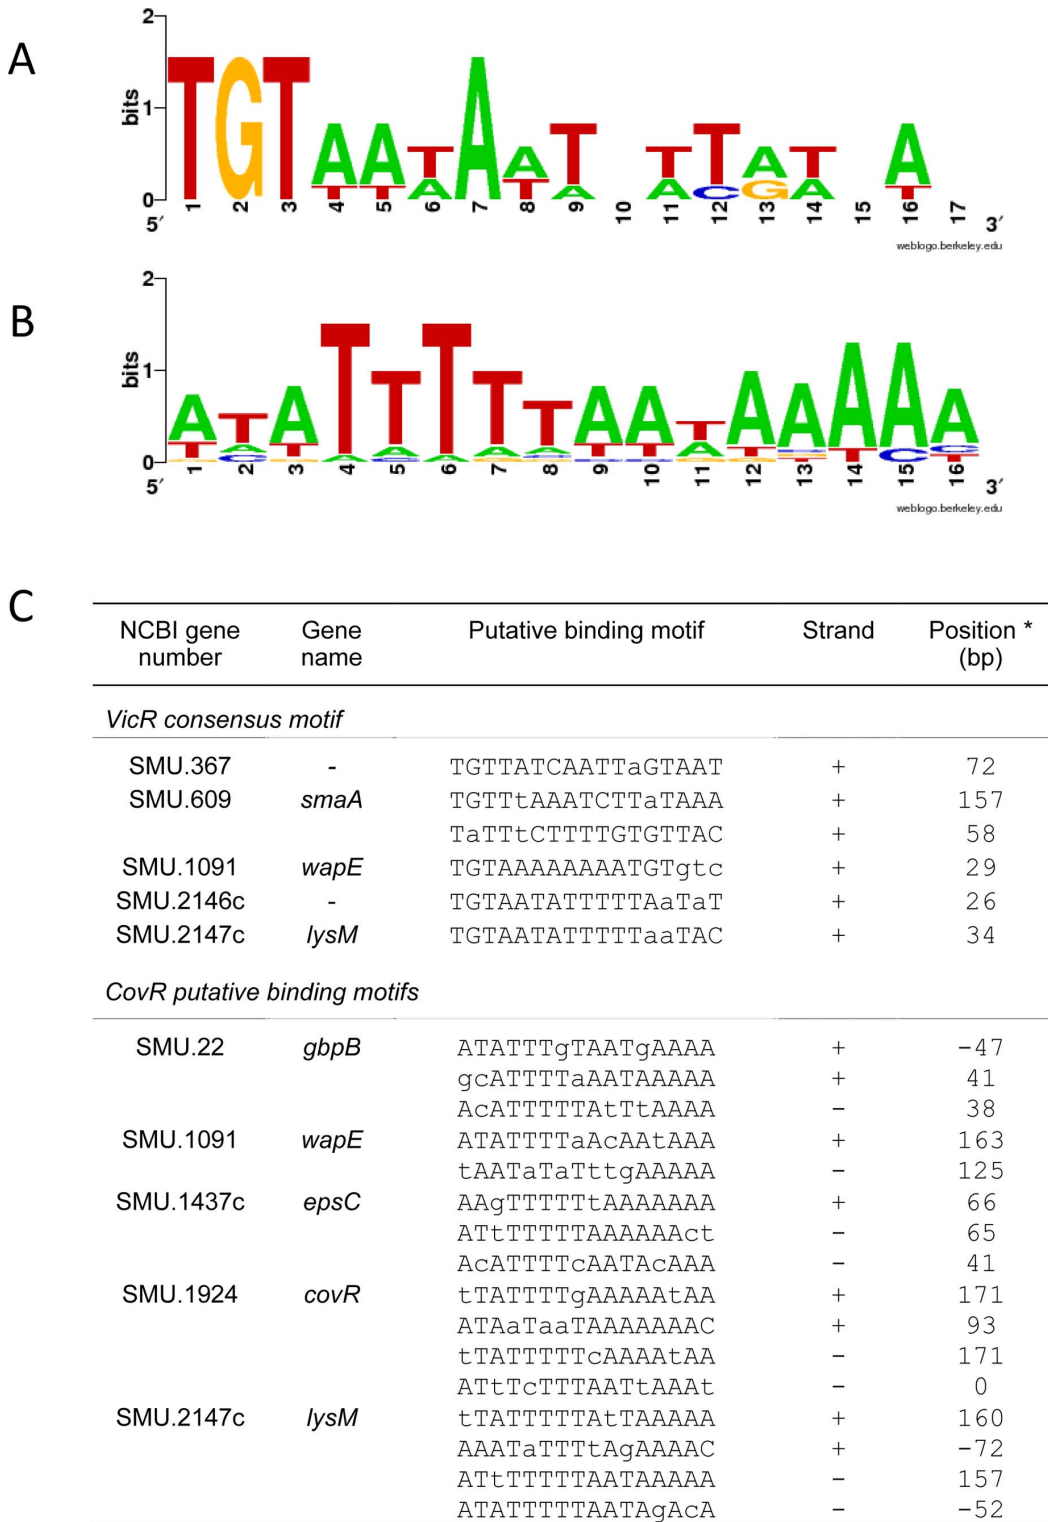 A
2
bits
1
0
TGTAATAATTTATA
TTATATACGAT
5′
1 2 3 4 5 6 7 8 9 10 11 12 13 14 15 16 17
3′
weblogo.berkeley.edu
B
2
bits
1
0
ATATTTTTAATAAAAA
5′
1 2 3 4 5 6 7 8 9 10 11 12 13 14 15 16
3′
weblogo.berkeley.edu
C
NCBI gene number Gene name Putative binding motif Strand Position * (bp)
VicR consensus motif
SMU.367 - TGTTATCAATTaGTAAT + 72
SMU.609 smaA TGTTtAAATCTTaTAAA + 157
TaTTtCTTTTGTGTTAC + 58
SMU.1091 wapE TGTAAAAAAAATGTgtc + 29
SMU.2146c - TGTAATATTTTTAaTaT + 26
SMU.2147c lysM TGTAATATTTTTaaTAC + 34
CovR putative binding motifs
SMU.22 gbpB ATATTTgTAATgAAAA + -47
gcATTTTaAATAAAAA + 41
AcATTTTTAtTtAAAA - 38
SMU.1091 wapE ATATTTTaAcAAtAAA + 163
tAATaTaTttgAAAAA - 125
SMU.1437c epsC AAgTTTTTtAAAAAAA + 66
ATtTTTTTAAAAAAct - 65
AcATTTTcAATAcAAA - 41
SMU.1924 covR tTATTTTgAAAAAtAA + 171
ATAaTaaTAAAAAAAC + 93
tTATTTTTcAAAAtAA - 171
ATtTcTTTAATtAAAt - 0
SMU.2147c lysM tTATTTTTAtTAAAAA + 160
AAATaTTTtAgAAAAC + -72
ATtTTTTTAATAAAAA - 157
ATATTTTTAATAgAcA - -52